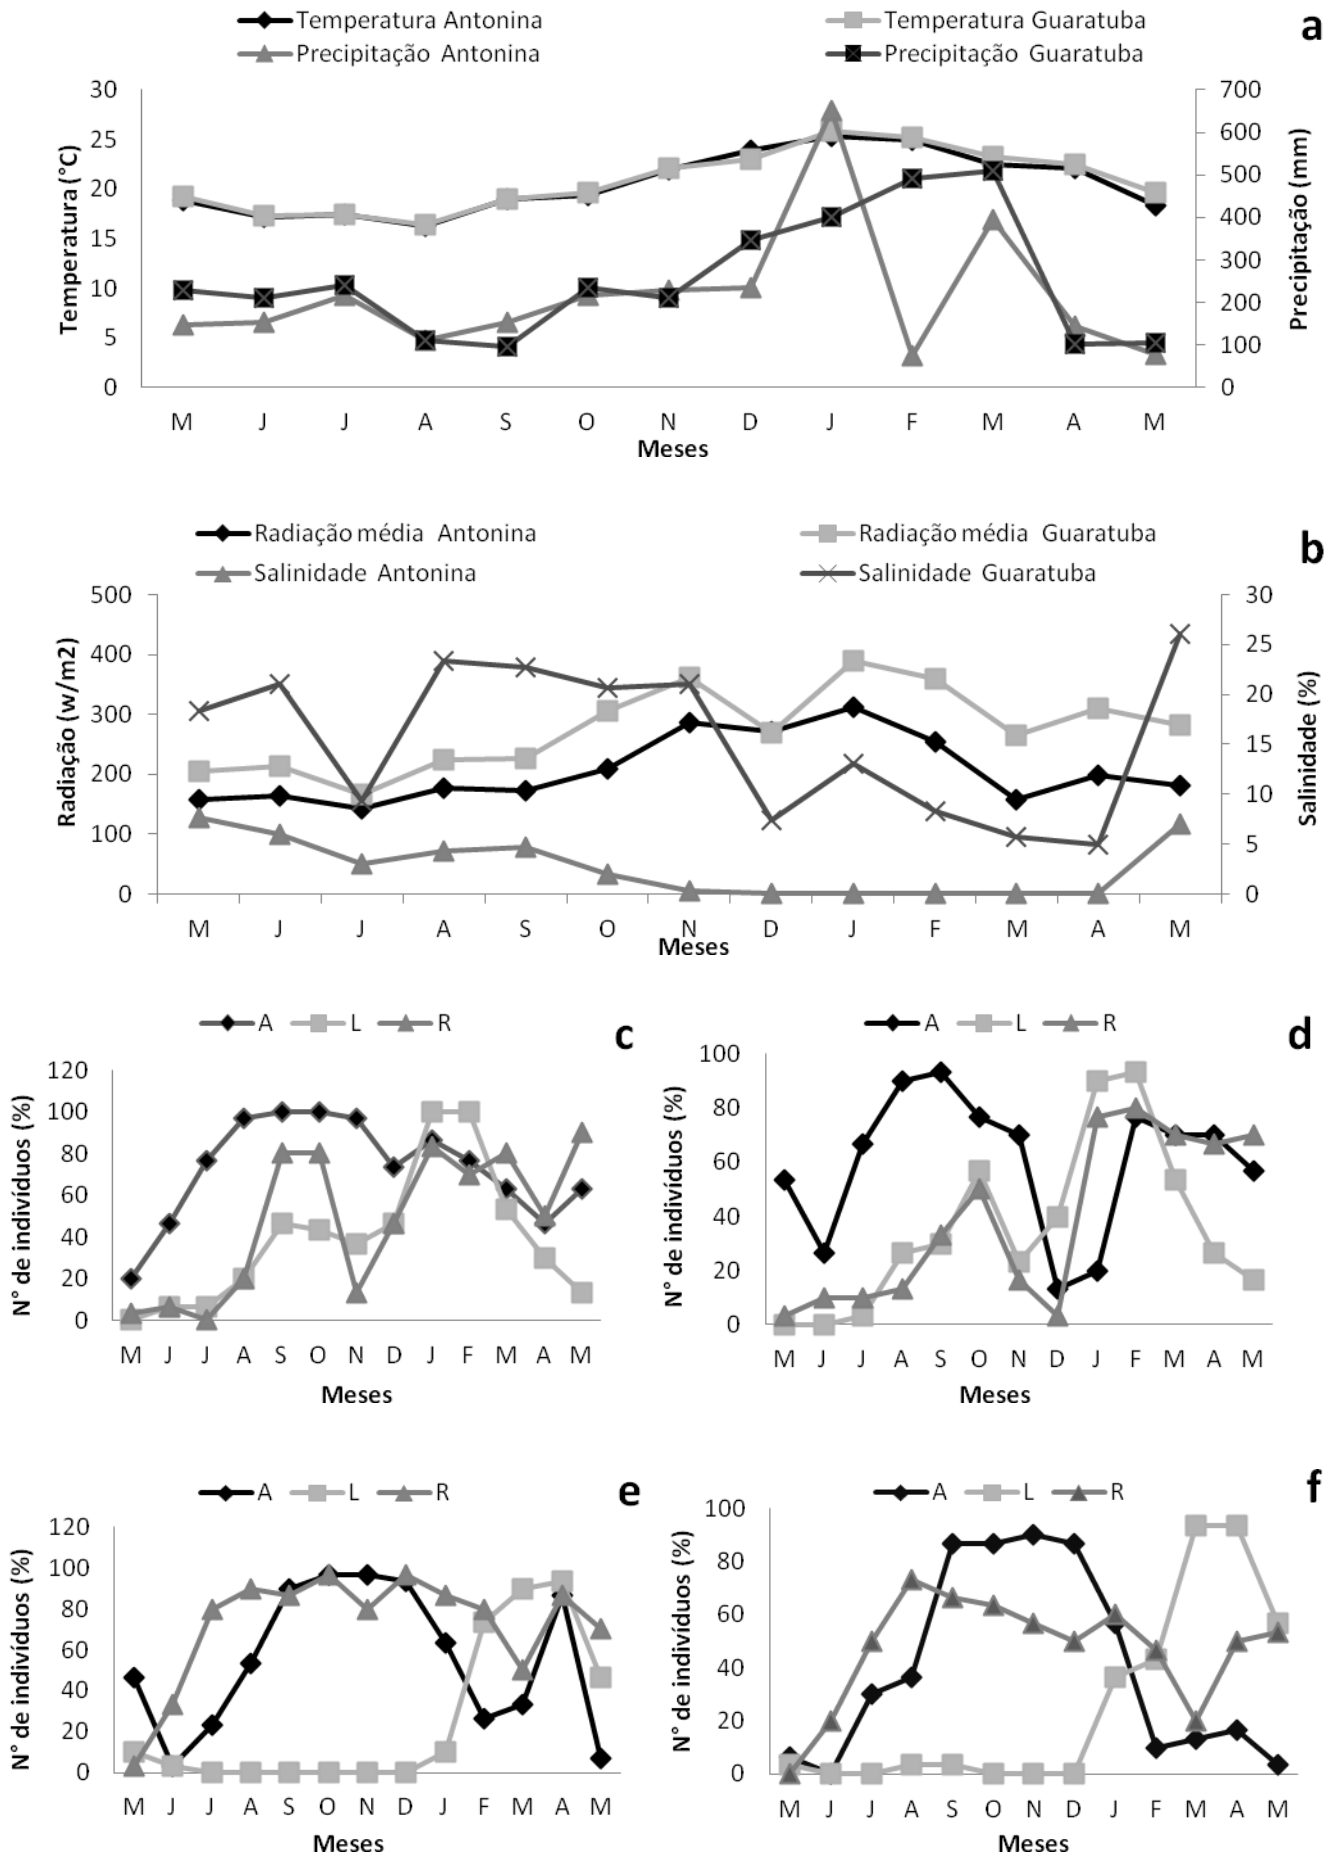 Temperatura Antonina
Temperatura Guaratuba
a
Precipitação Antonina
Precipitação Guaratuba
30
25
20
15
10
5
0
Temperatura (°C)
700
600
500
400
300
200
100
0
Precipitação (mm)
M J J A S O N D J F M A M
Meses
Radiação média Antonina
Radiação média Guaratuba
b
Salinidade Antonina
Salinidade Guaratuba
500
400
300
200
100
0
Radiação (w/m2)
30
25
20
15
10
5
0
Salinidade (%)
M J J A S O N D J F M A M
Meses
A L R
c
120
100
80
60
40
20
0
N° de indivíduos (%)
M J J A S O N D J F M A M
Meses
A L R
d
100
80
60
40
20
0
N° de indivíduos (%)
M J J A S O N D J F M A M
Meses
A L R
e
120
100
80
60
40
20
0
N° de indivíduos (%)
M J J A S O N D J F M A M
Meses
A L R
f
100
80
60
40
20
0
N° de indivíduos (%)
M J J A S O N D J F M A M
Meses